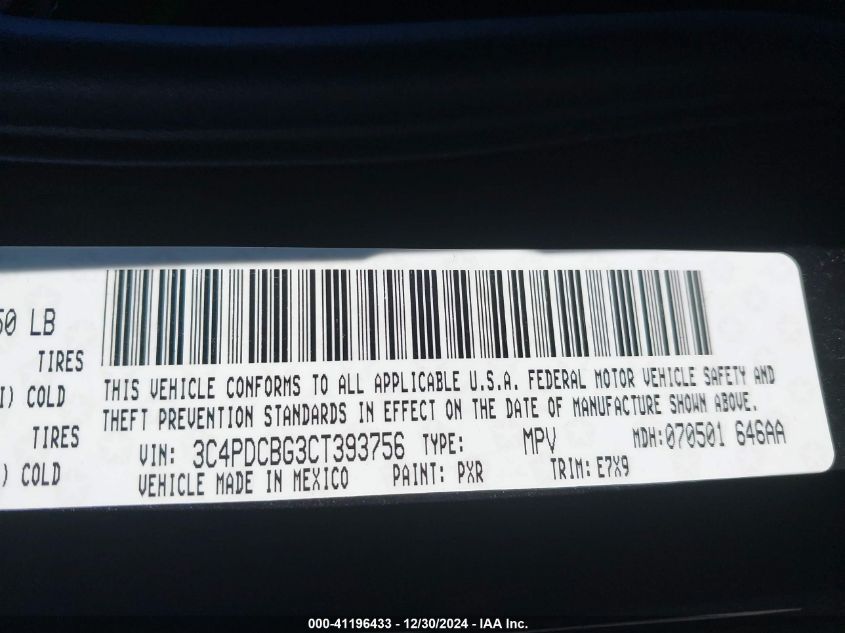 50 LB
TIRES
I) COLD
TIRES
) COLD
THIS VEHICLE CONFORMS TO ALL APPLICABLE U.S.A. FEDERAL MOTOR VEHICLE SAFETY AND
THEFT PREVENTION STANDARDS IN EFFECT ON THE DATE OF MANUFACTURE SHOWN ABOVE.
VIN: 3C4PDCBG3CT393756 TYPE: MPV MDH: 070501 646AA
VEHICLE MADE IN MEXICO PAINT: PXR TRIM: E7X9
000-41196433 - 12/30/2024 - IAA Inc.